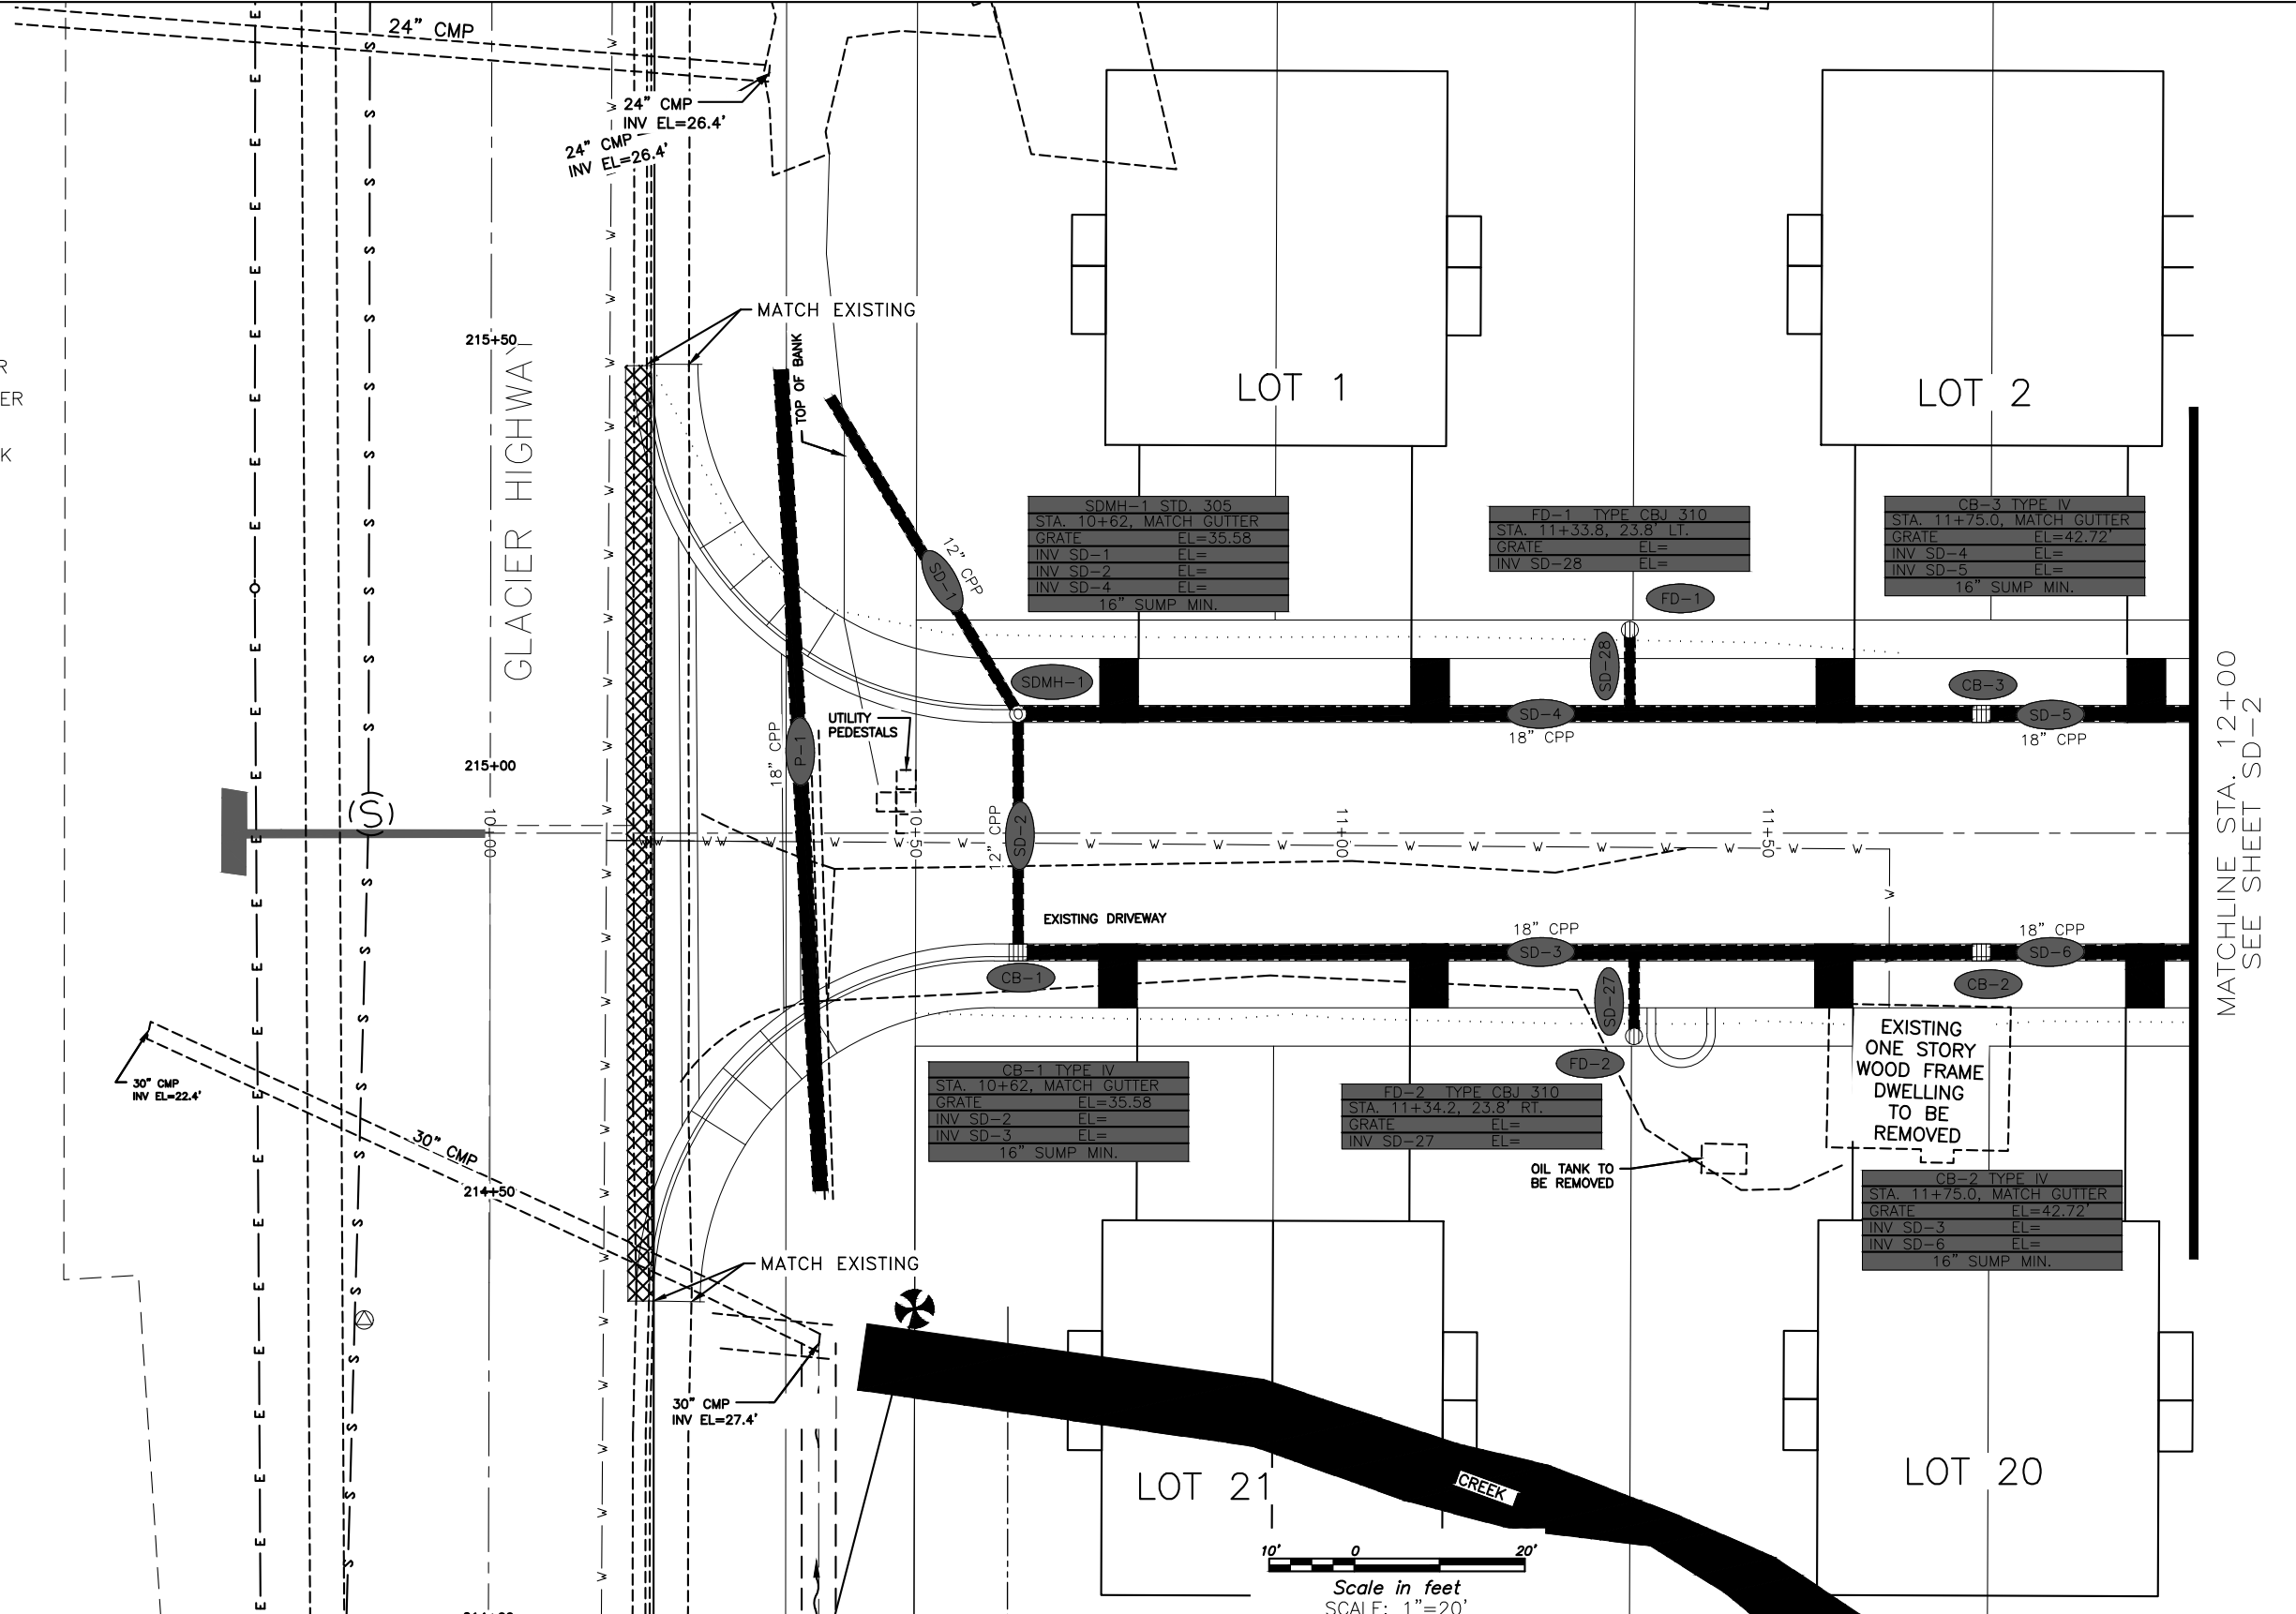 24" CMP
24" CMP
INV EL=26.4'
24" CMP
INV EL=26.4'
MATCH EXISTING
215+50
TOP OF BANK
R
ER
K
GLACIER HIGHWAY
LOT 1
LOT 2
SDMH-1 STD. 305
STA. 10+62, MATCH GUTTER
GRATE EL=35.58
INV SD-1 EL=
INV SD-2 EL=
INV SD-4 EL=
16" SUMP MIN.
FD-1 TYPE CBJ 310
STA. 11+33.8, 23.8' LT.
GRATE EL=
INV SD-28 EL=
CB-3 TYPE IV
STA. 11+75.0, MATCH GUTTER
GRATE EL=42.72'
INV SD-4 EL=
INV SD-5 EL=
16" SUMP MIN.
12" CPP
SD-1
FD-1
SD-28
SDMH-1
CB-3
SD-4
18" CPP
SD-5
18" CPP
UTILITY
PEDESTALS
18" CPP
P-1
215+00
S
10+00
10+50
12" CPP
SD-2
11+00
11+50
MATCHLINE STA. 12+00
SEE SHEET SD-2
EXISTING DRIVEWAY
18" CPP
SD-3
18" CPP
SD-6
CB-1
SD-27
CB-2
FD-2
EXISTING
ONE STORY
WOOD FRAME
DWELLING
TO BE
REMOVED
30" CMP
INV EL=22.4'
30" CMP
214+50
CB-1 TYPE IV
STA. 10+62, MATCH GUTTER
GRATE EL=35.58
INV SD-2 EL=
INV SD-3 EL=
16" SUMP MIN.
FD-2 TYPE CBJ 310
STA. 11+34.2, 23.8' RT.
GRATE EL=
INV SD-27 EL=
OIL TANK TO
BE REMOVED
CB-2 TYPE IV
STA. 11+75.0, MATCH GUTTER
GRATE EL=42.72'
INV SD-3 EL=
INV SD-6 EL=
16" SUMP MIN.
MATCH EXISTING
30" CMP
INV EL=27.4'
LOT 21
CREEK
LOT 20
10' 0 20'
Scale in feet
SCALE: 1"=20'